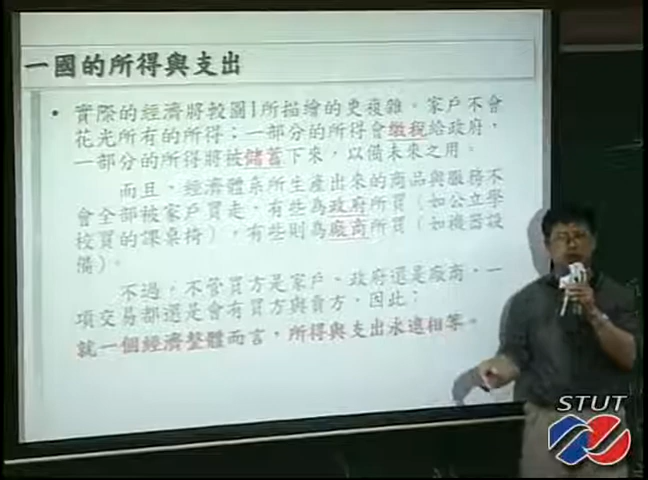 一國的所得與支出
• 實際的經濟將較圖1所描繪的更複雜。家戶不會
花光所有的所得；一部分的所得會繳稅給政府，
一部分的所得將被儲蓄下來，以備未來之用。
而且，經濟體系所生產出來的商品與服務不
會全部被家戶買走，有些為政府所買（如公立學
校買的課桌椅），有些則為廠商所買（如機器設
備）。
不過，不管買方是家戶、政府還是廠商，一
項交易都還是會有買方與賣方，因此：
就一個經濟整體而言，所得與支出永遠相等。
STUT